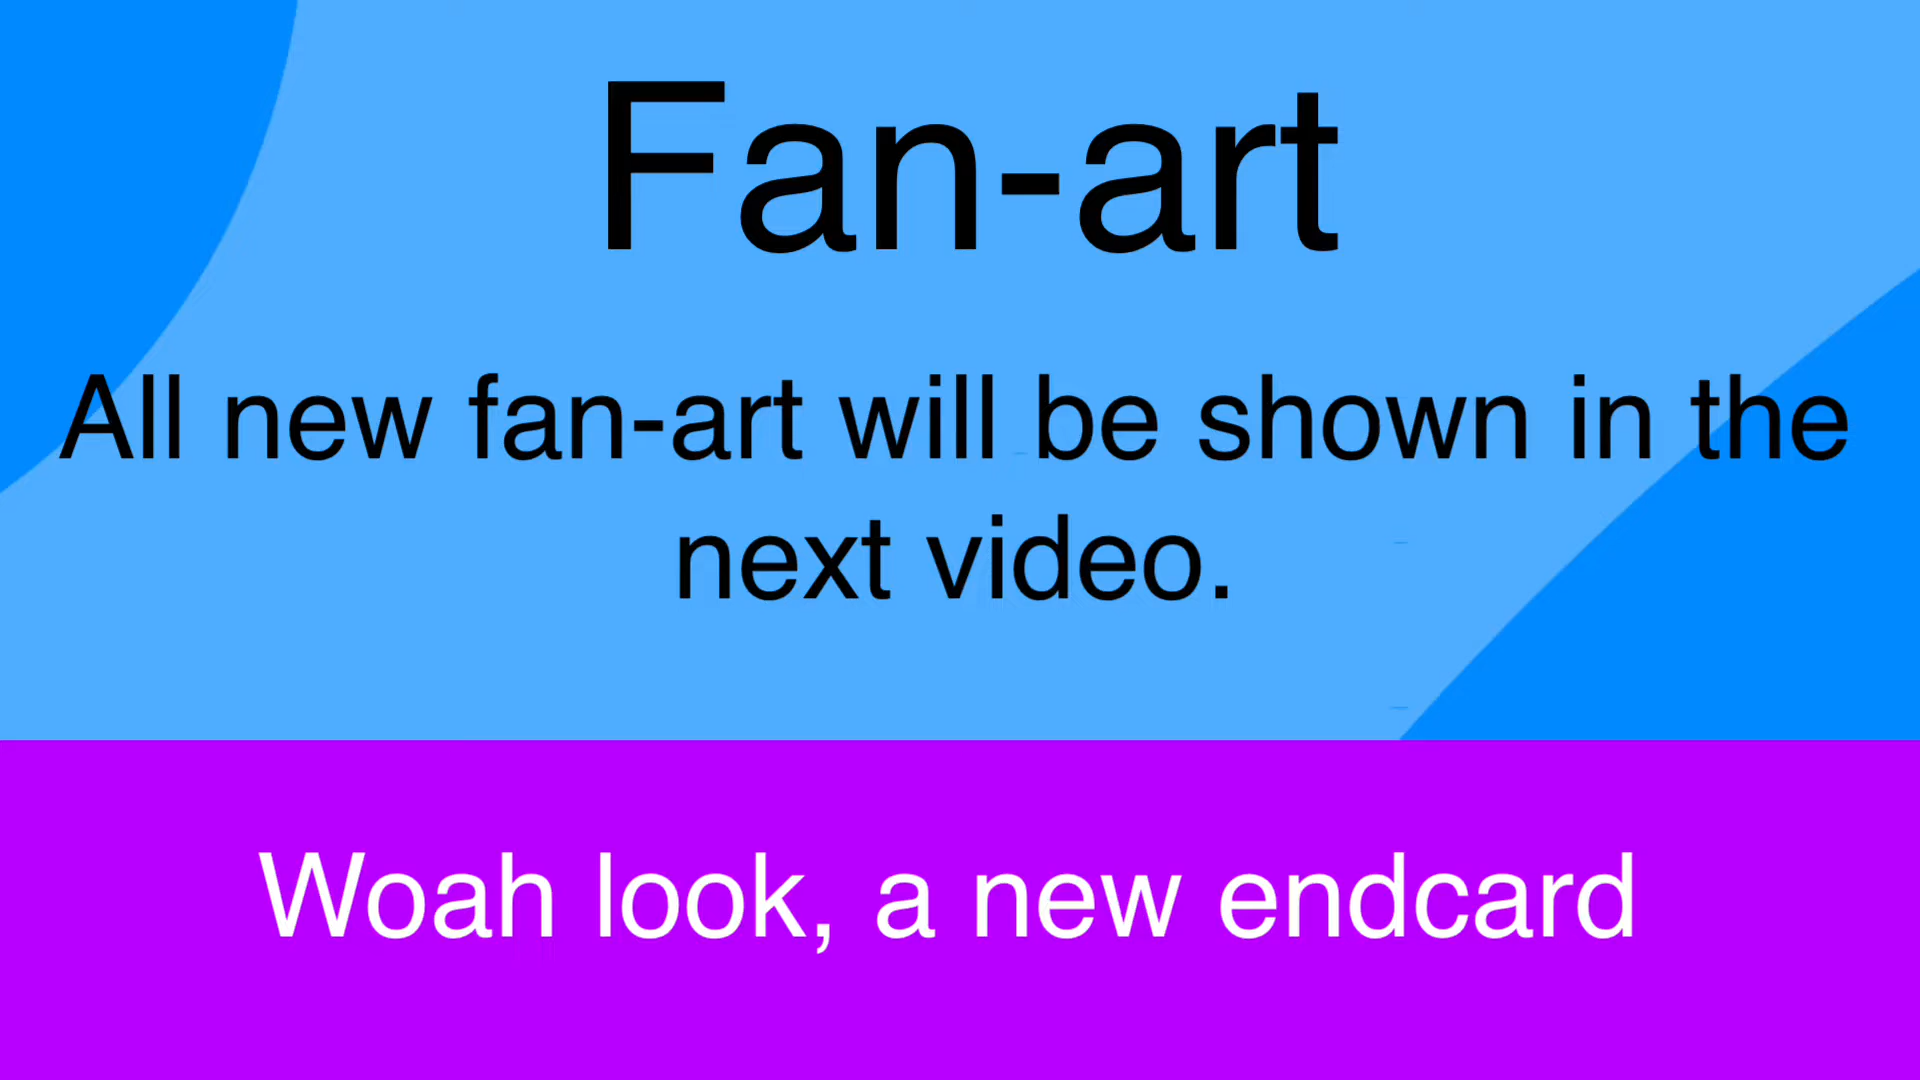 Fan-art
All new fan-art will be shown in the
next video.
Woah look, a new endcard